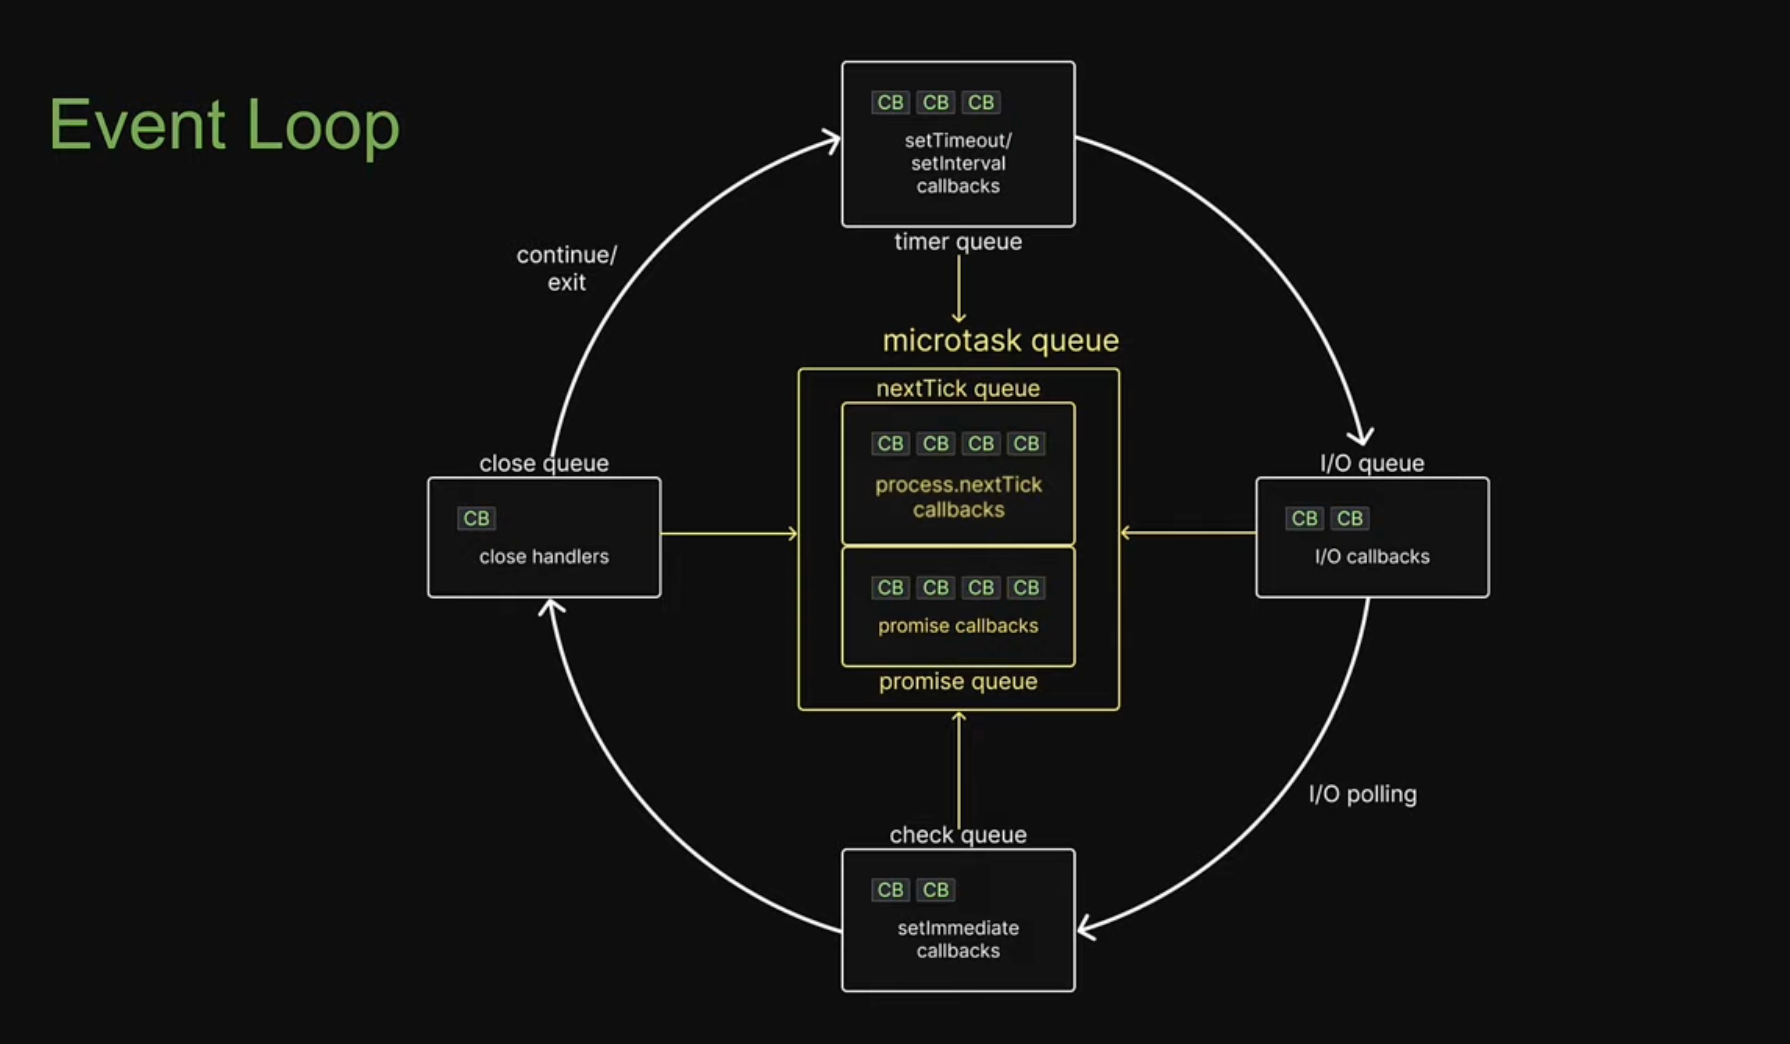 Event Loop
CB CB CB
setTimeout/
setInterval
callbacks
timer queue
continue/
exit
microtask queue
nextTick queue
CB CB CB CB
process.nextTick
callbacks
CB CB CB CB
promise callbacks
promise queue
close queue
CB
close handlers
I/O queue
CB CB
I/O callbacks
I/O polling
check queue
CB CB
setImmediate
callbacks